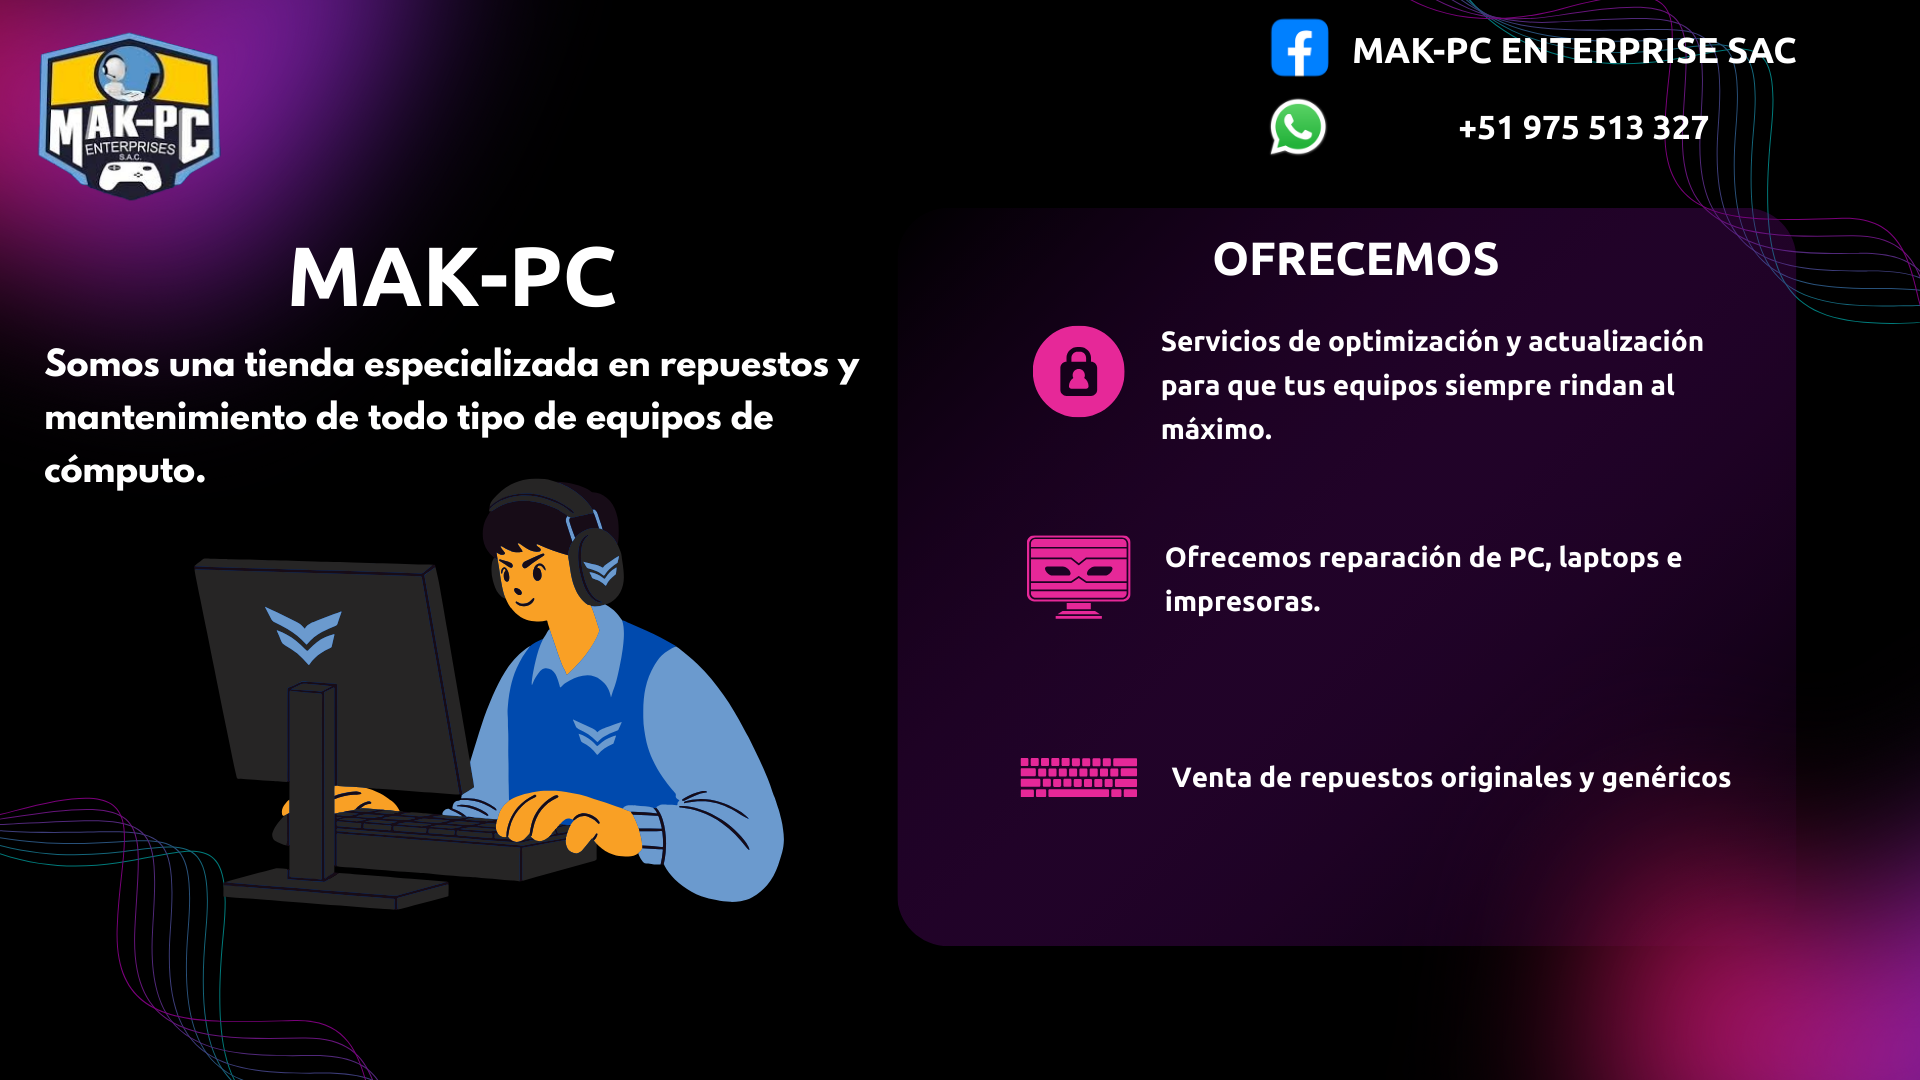 MAK-PC
ENTERPRISES
S.A.C.
MAK-PC ENTERPRISE SAC
+51 975 513 327
MAK-PC
Somos una tienda especializada en repuestos y
mantenimiento de todo tipo de equipos de
cómputo.
OFRECEMOS
Servicios de optimización y actualización
para que tus equipos siempre rindan al
máximo.
Ofrecemos reparación de PC, laptops e
impresoras.
Venta de repuestos originales y genéricos